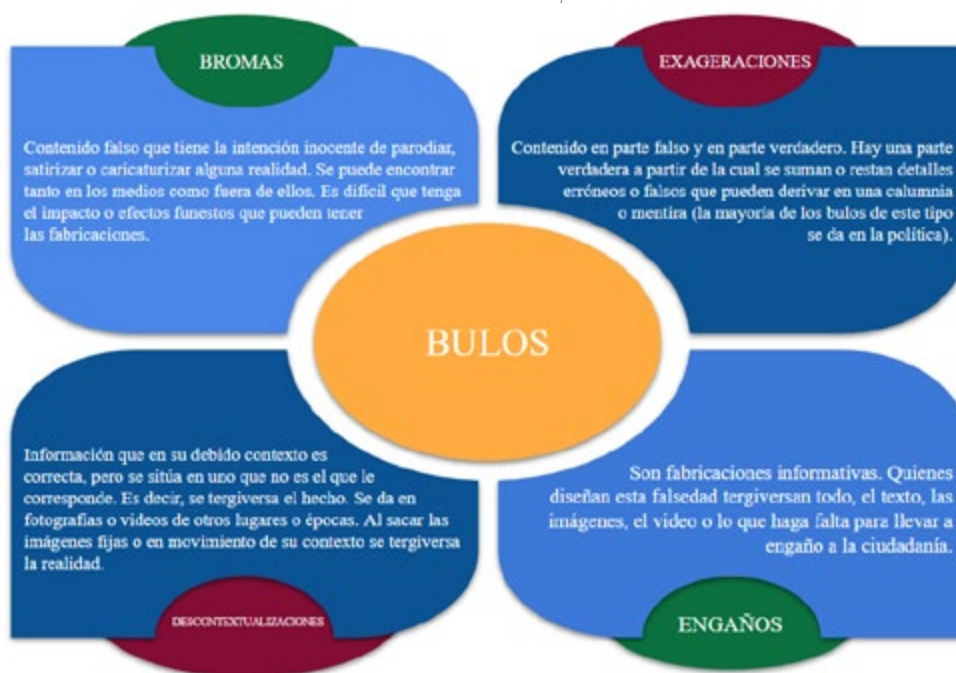 BROMAS
Contenido falso que tiene la intención inocente de parodiar,
satirizar o caricaturizar alguna realidad. Se puede encontrar
tanto en los medios como fuera de ellos. Es difícil que tenga
el impacto o efectos funestos que pueden tener
las fabricaciones.
EXAGERACIONES
Contenido en parte falso y en parte verdadero. Hay una parte
verdadera a partir de la cual se suman o restan detalles
erróneos o falsos que pueden derivar en una calumnia
o mentira (la mayoría de los bulos de este tipo
se da en la política).
BULOS
Información que en su debido contexto es
correcta, pero se sitúa en uno que no es el que le
corresponde. Es decir, se tergiversa el hecho. Se da en
fotografías o videos de otros lugares o épocas. Al sacar las
imágenes fijas o en movimiento de su contexto se tergiversa
la realidad.
DESCONTEXTUALIZACIONES
Son fabricaciones informativas. Quienes
diseñan esta falsedad tergiversan todo, el texto, las
imágenes, el video o lo que haga falta para llevar a
engaño a la ciudadanía.
ENGAÑOS